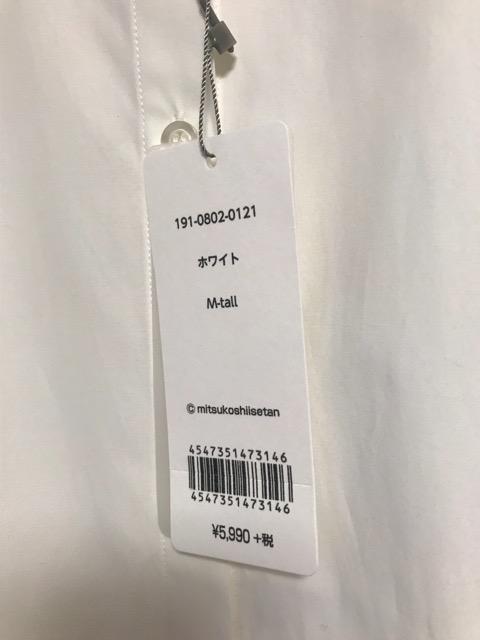 191-0802-0121
ホワイト
M-tall
© mitsukoshiisetan
4547351473146
4547351473146
¥5,990 +税